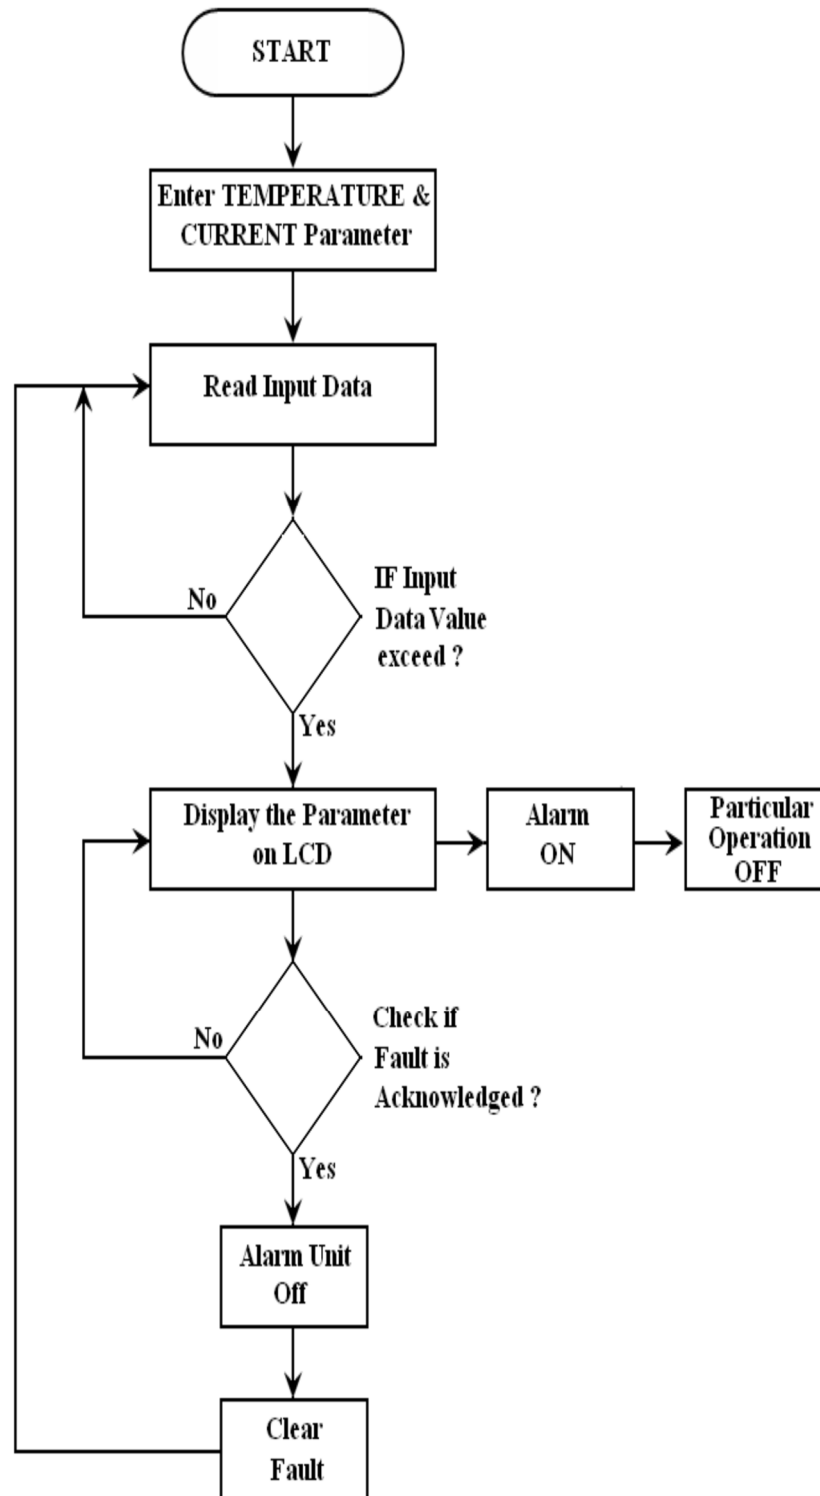 START
Enter TEMPERATURE &
CURRENT Parameter
Read Input Data
No
IF Input
Data Value
exceed ?
Yes
Display the Parameter
on LCD
Alarm
ON
Particular
Operation
OFF
No
Check if
Fault is
Acknowledged ?
Yes
Alarm Unit
Off
Clear
Fault